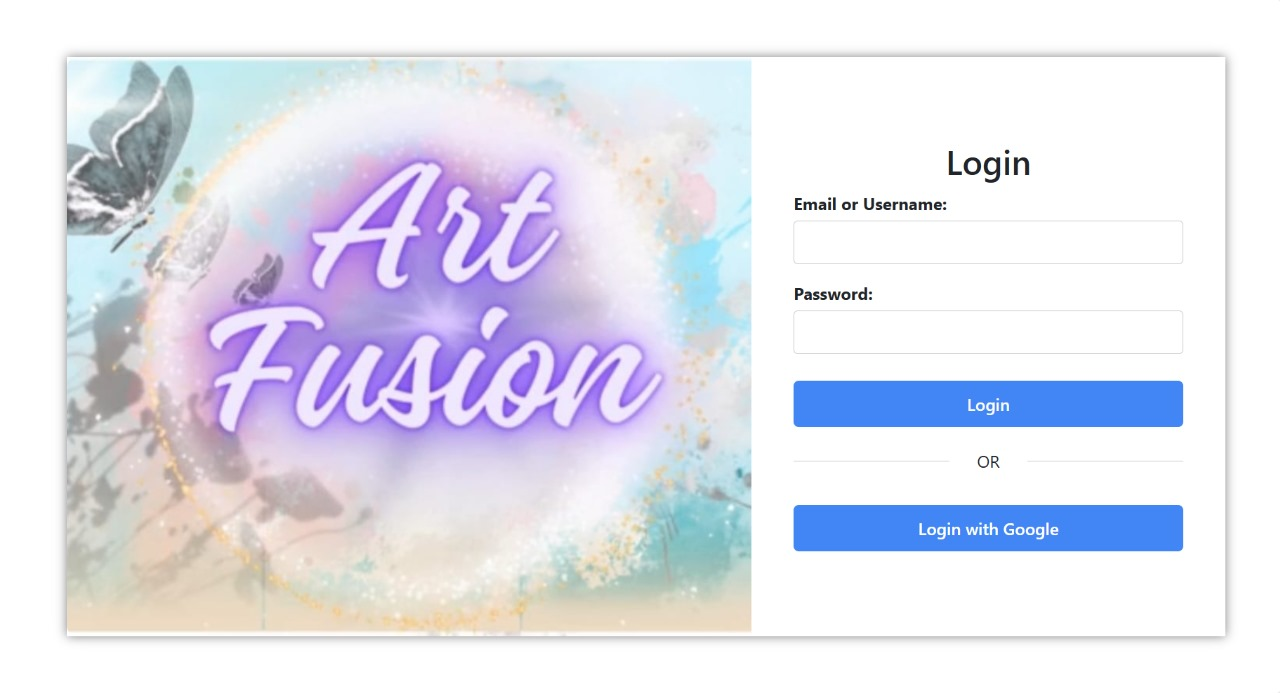 Art
Fusion
Login
Email or Username:
Password:
Login
OR
Login with Google